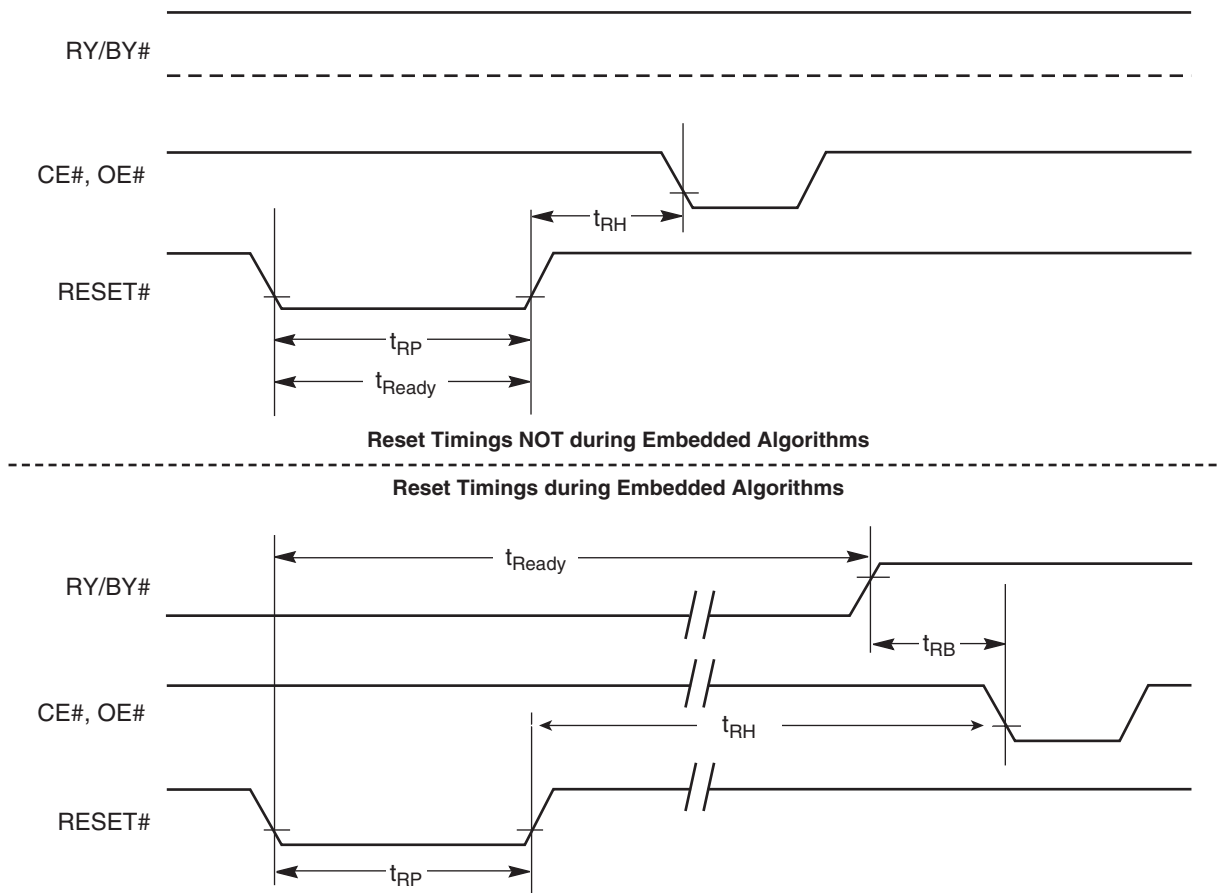 RY/BY#
CE#, OE#
tRH
RESET#
tRP
tReady
Reset Timings NOT during Embedded Algorithms
Reset Timings during Embedded Algorithms
tReady
RY/BY#
tRB
CE#, OE#
tRH
RESET#
tRP